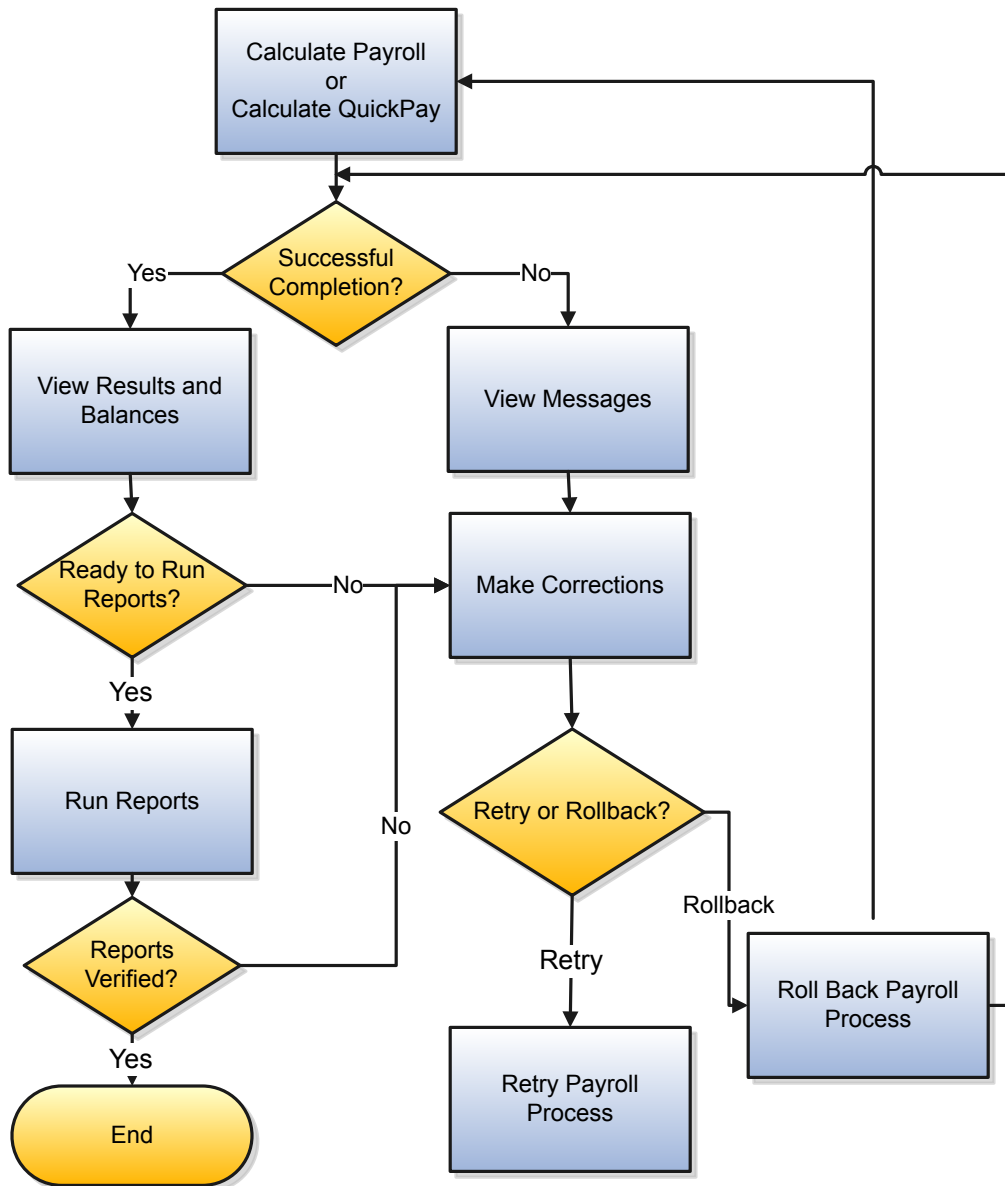 Calculate Payroll
or
Calculate QuickPay
Successful
Completion?
Yes
No
View Results and
Balances
View Messages
Ready to Run
Reports?
No
Make Corrections
Yes
Run Reports
No
Retry or Rollback?
Rollback
Reports
Verified?
Retry
Roll Back Payroll
Process
Yes
Retry Payroll
Process
End